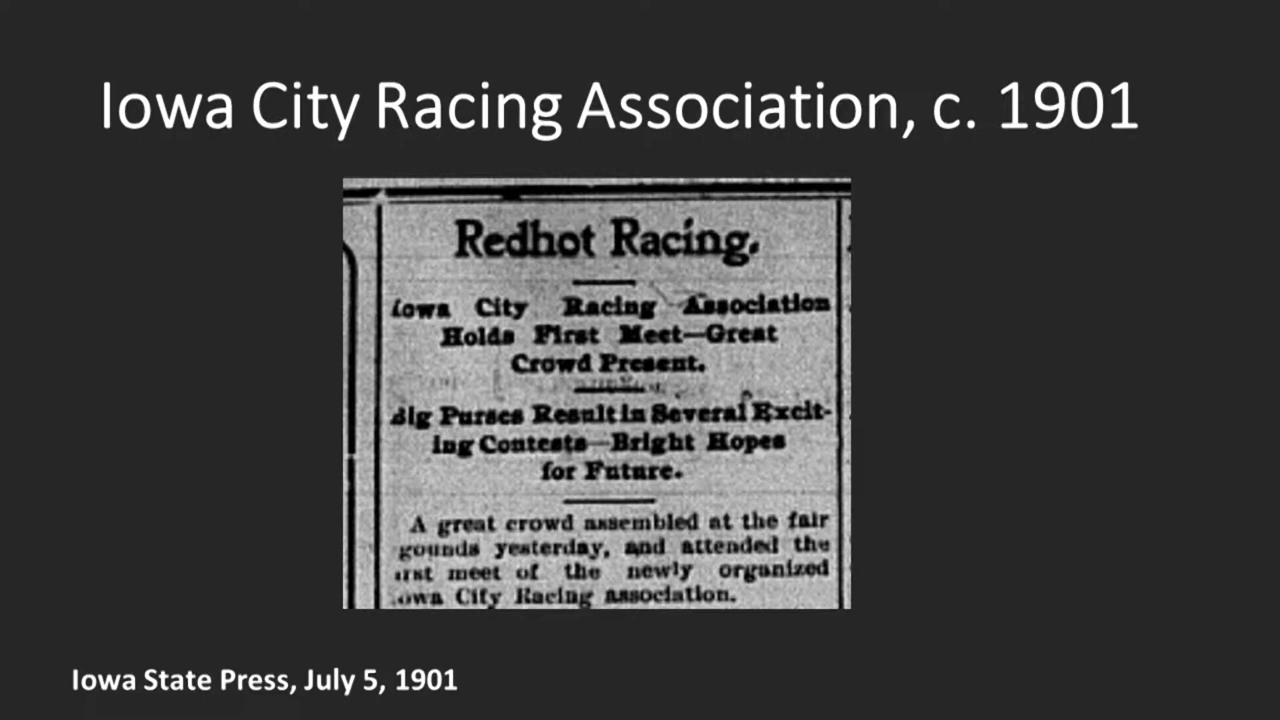 Iowa City Racing Association, c. 1901
Redhot Racing.
Iowa City Racing Association
Holds First Meet—Great
Crowd Present.
Big Purses Result in Several Excit-
ing Contests—Bright Hopes
for Future.
A great crowd assembled at the fair
gounds yesterday, and attended the
first meet of the newly organized
Iowa City Racing association.
Iowa State Press, July 5, 1901